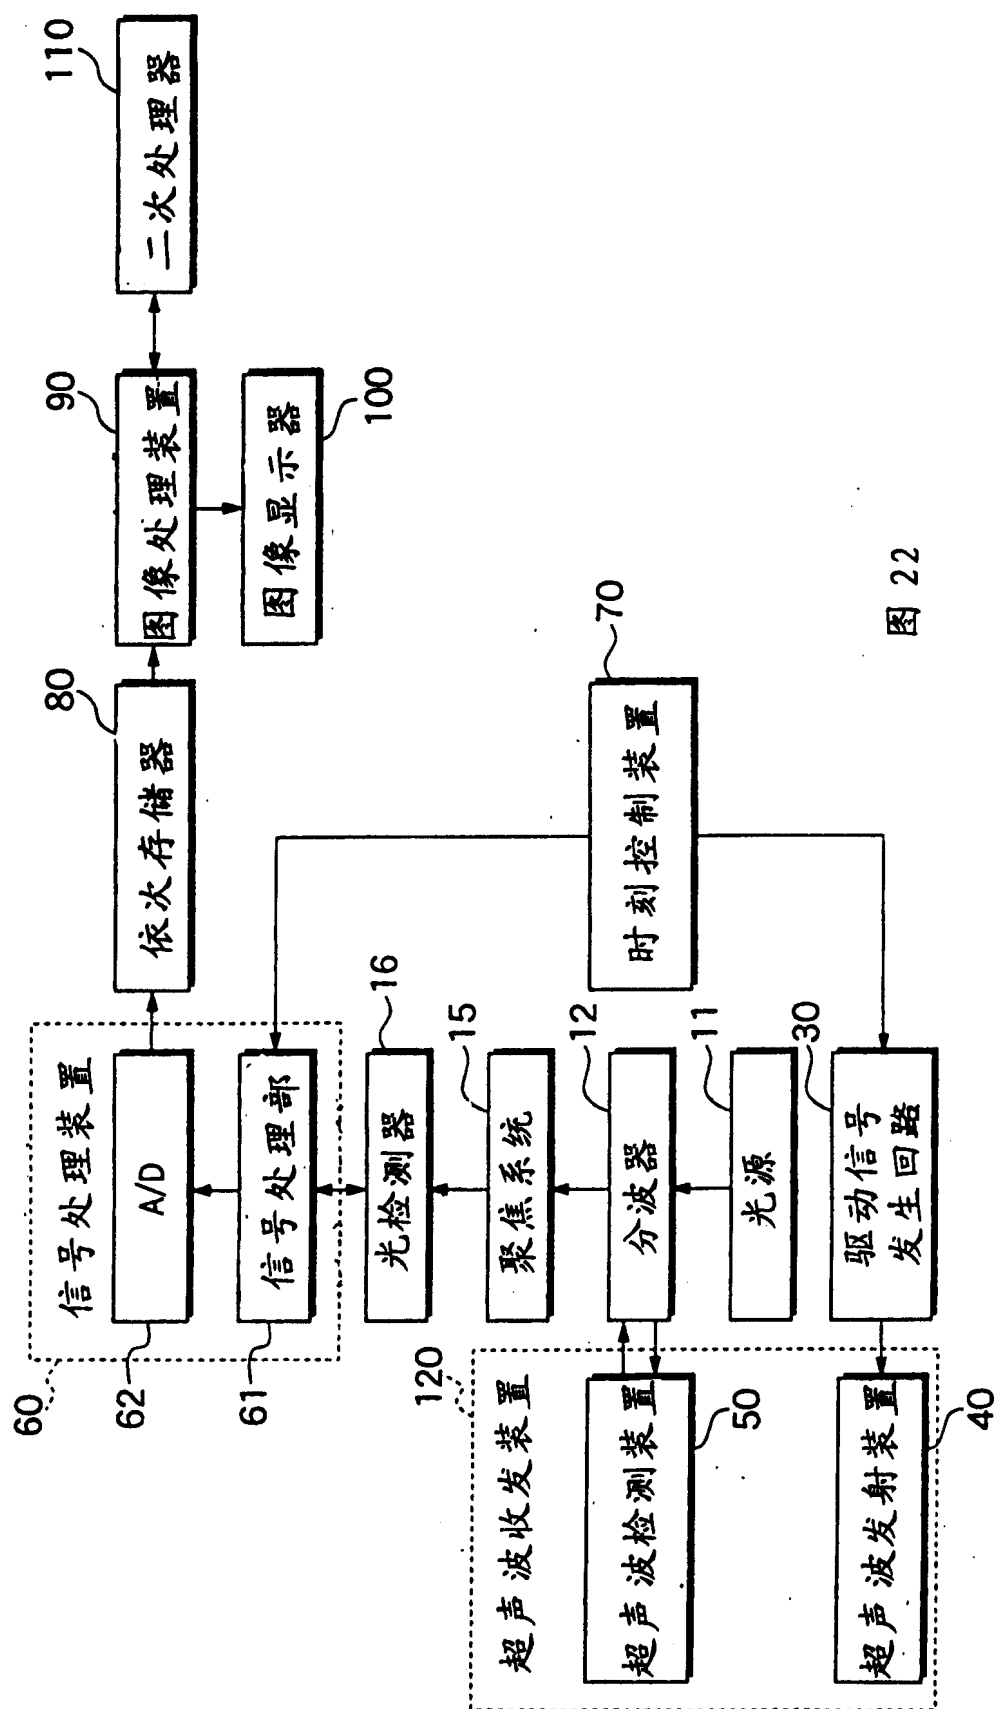 信号处理装置
60
62
A/D
61
信号处理部
80
依次存储器
90
图像处理装置
110
二次处理器
图像显示器
100
光检测器
16
120
超声波收发装置
聚焦系统
15
超声波检测装置
50
分波器
12
时刻控制装置
70
光源
11
超声波发射装置
40
驱动信号
发生回路
30
图 22